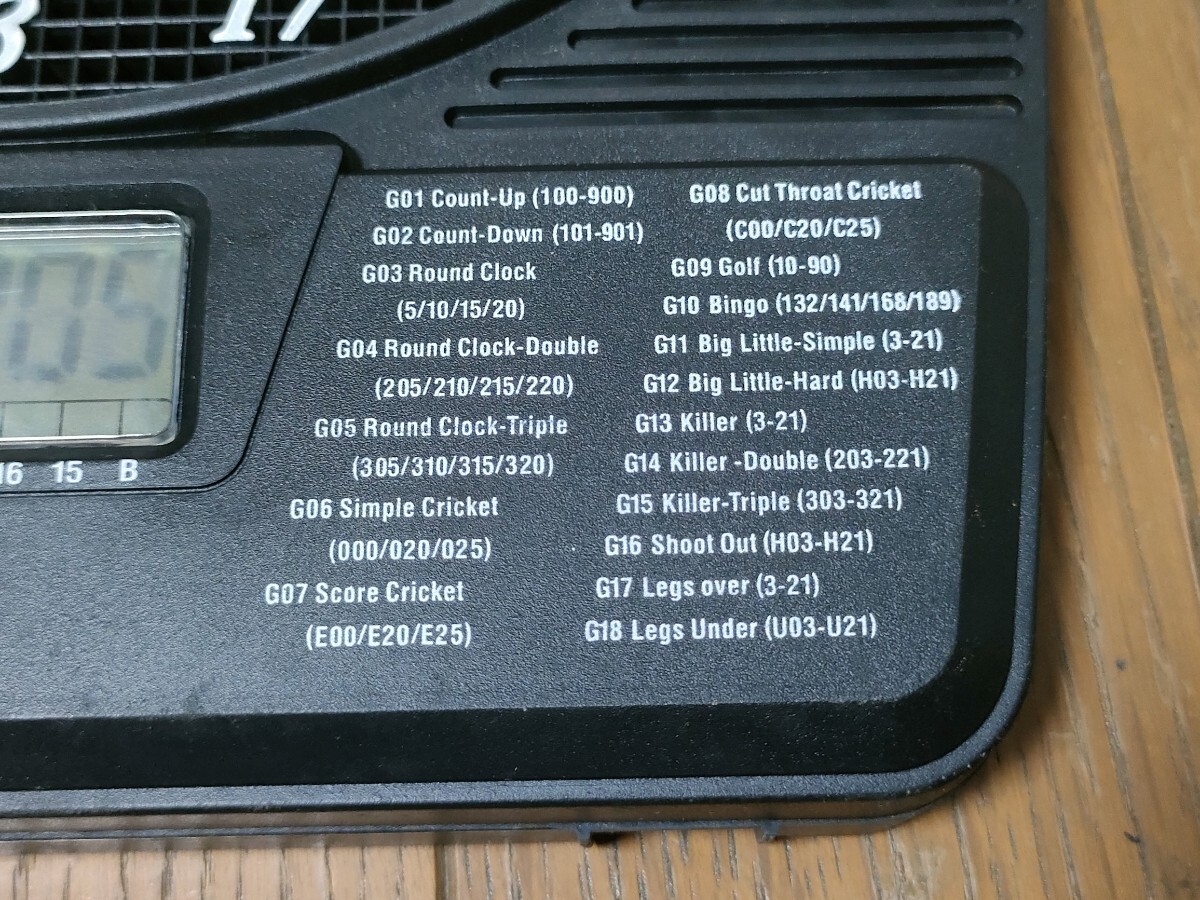 17
G01 Count-Up (100-900)
G02 Count-Down (101-901)
G03 Round Clock
(5/10/15/20)
G04 Round Clock-Double
(205/210/215/220)
G05 Round Clock-Triple
(305/310/315/320)
G06 Simple Cricket
(000/020/025)
G07 Score Cricket
(E00/E20/E25)
G08 Cut Throat Cricket
(C00/C20/C25)
G09 Golf (10-90)
G10 Bingo (132/141/168/189)
G11 Big Little-Simple (3-21)
G12 Big Little-Hard (H03-H21)
G13 Killer (3-21)
G14 Killer -Double (203-221)
G15 Killer-Triple (303-321)
G16 Shoot Out (H03-H21)
G17 Legs over (3-21)
G18 Legs Under (U03-U21)
16 15 B